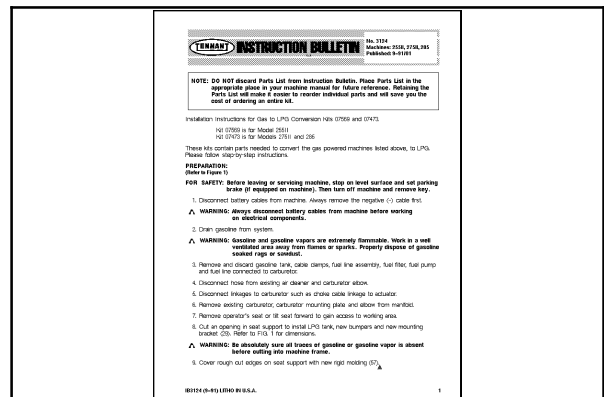 TENNANT
INSTRUCTION BULLETIN
No. 3124
Machines: 255II, 275II, 285
Published: 9-91/01
NOTE: DO NOT discard Parts List from Instruction Bulletin. Place Parts List in the
appropriate place in your machine manual for future reference. Retaining the
Parts List will make it easier to reorder individual parts and will save you the
cost of ordering an entire kit.
Installation Instructions for Gas to LPG Conversion Kits 07669 and 07473.
Kit 07669 is for Model 255II
Kit 07473 is for Models 275II and 285
These kits contain parts needed to convert the gas powered machines listed above, to LPG.
Please follow step-by-step instructions.
PREPARATION:
(Refer to Figure 1)
FOR SAFETY: Before leaving or servicing machine, stop on level surface and set parking
brake (if equipped on machine). Then turn off machine and remove key.
1. Disconnect battery cables from machine. Always remove the negative (-) cable first.
WARNING: Always disconnect battery cables from machine before working
on electrical components.
2. Drain gasoline from system.
WARNING: Gasoline and gasoline vapors are extremely flammable. Work in a well
ventilated area away from flames or sparks. Properly dispose of gasoline
soaked rags or sawdust.
3. Remove and discard gasoline tank, cable clamps, fuel line assembly, fuel filter, fuel pump
and fuel line connected to carburetor.
4. Disconnect hose from existing air cleaner and carburetor elbow.
5. Disconnect linkages to carburetor such as choke cable linkage to actuator.
6. Remove existing carburetor, carburetor mounting plate and elbow from manifold.
7. Remove operator's seat or tilt seat forward to gain access to working area.
8. Cut an opening in seat support to install LPG tank, new bumpers and new mounting
bracket (29). Refer to FIG. 1 for dimensions.
WARNING: Be absolutely sure all traces of gasoline or gasoline vapor is absent
before cutting into machine frame.
9. Cover rough cut edges on seat support with new rigid molding (57).
IB3124 (9-91) LITHO IN U.S.A.
1